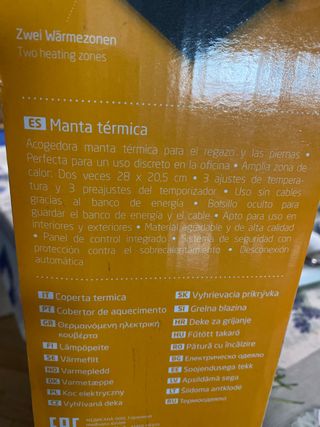 Zwei Wärmezonen
Two heating zones
ES Manta térmica
Acogedora manta térmica para el regazo y las piernas •
Perfecta para un uso discreto en la oficina • Amplia zona de
calor: Dos veces 28 x 20,5 cm • 3 ajustes de tempera-
tura y 3 preajustes del temporizador • Uso sin cables
gracias al banco de energía • Bolsillo oculto para
guardar el banco de energía y el cable • Apto para uso en
interiores y exteriores • Material agradable y de alta calidad
• Panel de control integrado • Sistema de seguridad con
protección contra el sobrecalentamiento • Desconexión
automática
IT Coperta termica
PT Cobertor de aquecimento
GR Θερμαινόμενη ηλεκτρική
κουβέρτα
FI Lämpöpeite
SE Värmefilt
NO Varmepledd
DK Varmetæppe
PL Koc elektryczny
CZ Vyhřívaná deka
SK Vyhrievacia prikrývka
SI Grelna blazina
HR Deke za grijanje
HU Fűtött takaró
RO Pătură cu încălzire
BG Електрическо одеяло
EE Soojendusega tekk
LV Apsildāmā sega
LT Šildoma antklodė
RU Термоодеяло
EAC